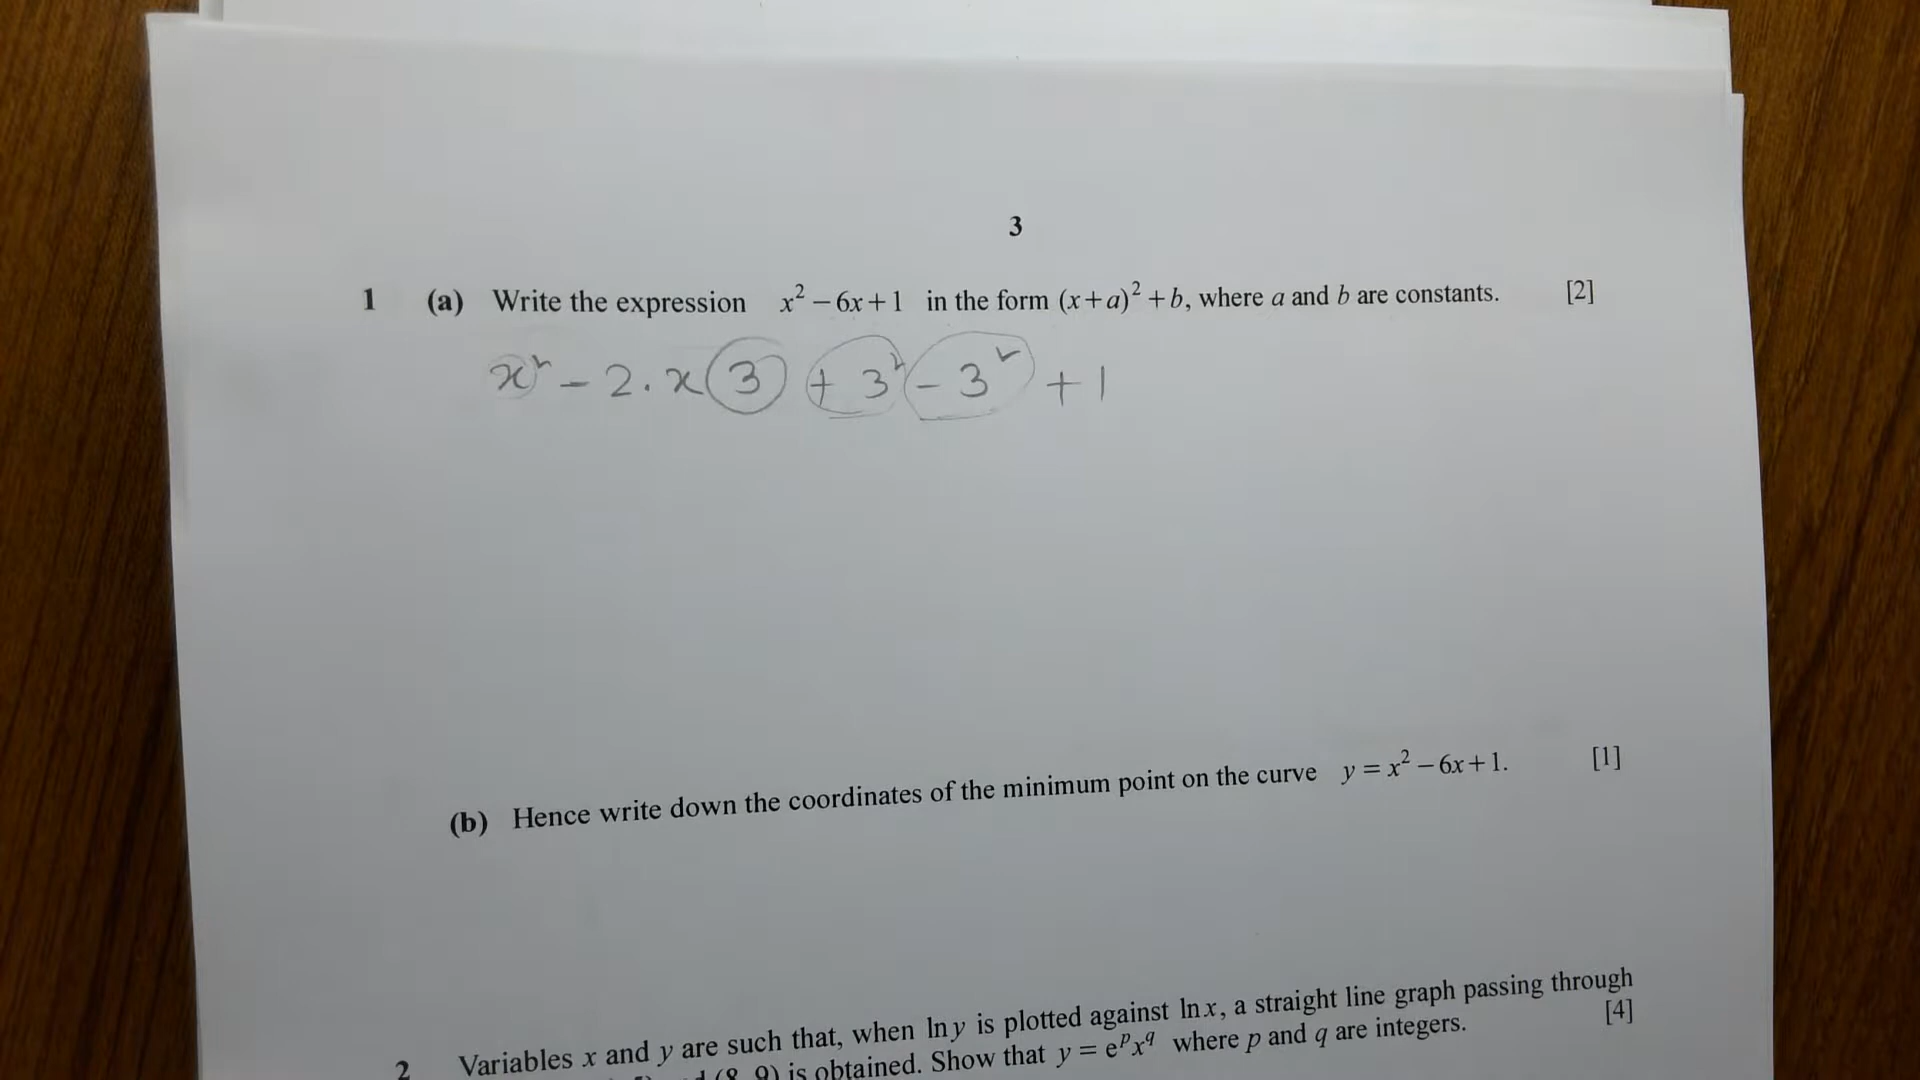 3
1 (a) Write the expression x² − 6x + 1 in the form (x + a)² + b, where a and b are constants. [2]
x² − 2 · x 3 + 3² − 3² + 1
(b) Hence write down the coordinates of the minimum point on the curve y = x² − 6x + 1. [1]
2 Variables x and y are such that, when ln y is plotted against ln x, a straight line graph passing through
(8, 9) is obtained. Show that y = eᵖx^q where p and q are integers. [4]